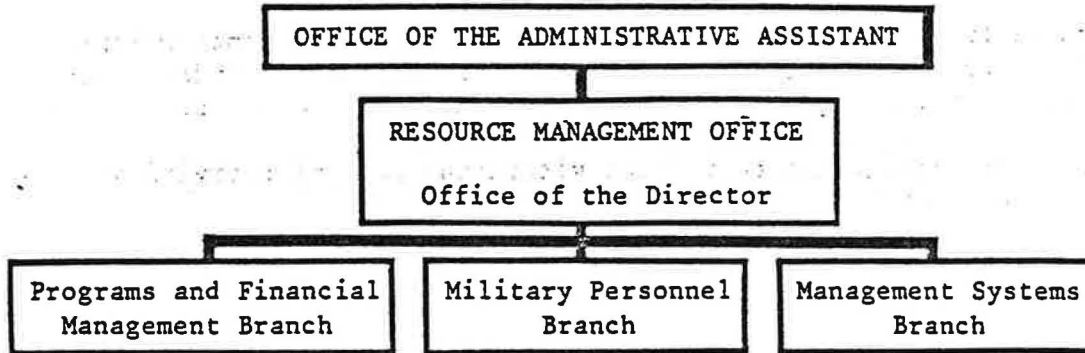 OFFICE OF THE ADMINISTRATIVE ASSISTANT
RESOURCE MANAGEMENT OFFICE
Office of the Director
Programs and Financial
Management Branch
Military Personnel
Branch
Management Systems
Branch